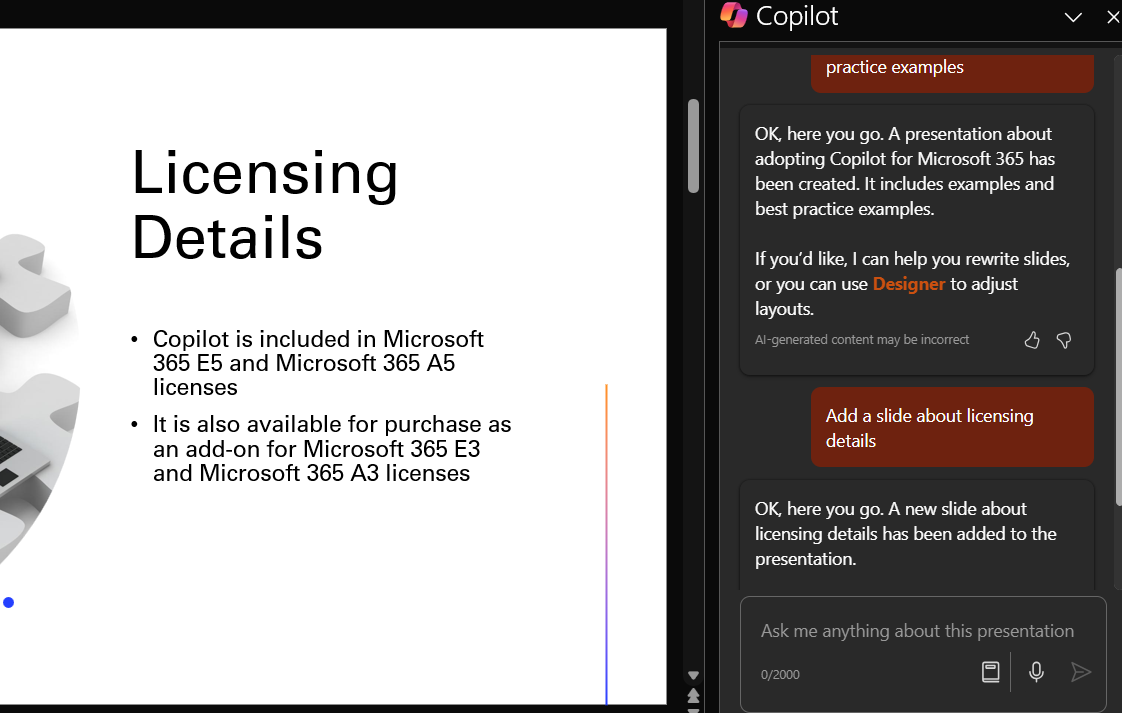 Licensing
Details
• Copilot is included in Microsoft
365 E5 and Microsoft 365 A5
licenses
• It is also available for purchase as
an add-on for Microsoft 365 E3
and Microsoft 365 A3 licenses
Copilot
practice examples
OK, here you go. A presentation about
adopting Copilot for Microsoft 365 has
been created. It includes examples and
best practice examples.
If you’d like, I can help you rewrite slides,
or you can use Designer to adjust
layouts.
AI-generated content may be incorrect
Add a slide about licensing
details
OK, here you go. A new slide about
licensing details has been added to the
presentation.
Ask me anything about this presentation
0/2000